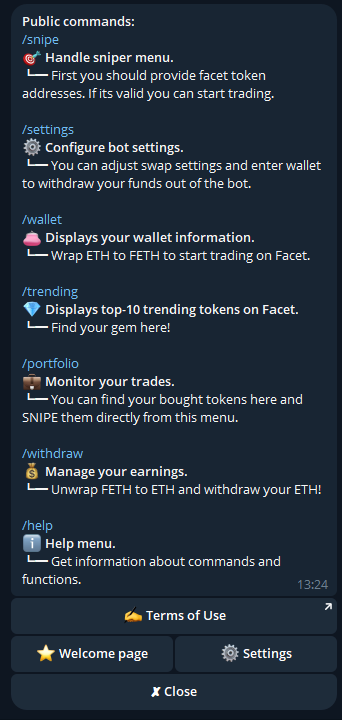 Public commands:
/snipe
🎯 Handle sniper menu.
┗━━ First you should provide facet token
addresses. If its valid you can start trading.
/settings
⚙️ Configure bot settings.
┗━━ You can adjust swap settings and enter wallet
to withdraw your funds out of the bot.
/wallet
👛 Displays your wallet information.
┗━━ Wrap ETH to FETH to start trading on Facet.
/trending
💎 Displays top-10 trending tokens on Facet.
┗━━ Find your gem here!
/portfolio
💼 Monitor your trades.
┗━━ You can find your bought tokens here and
SNIPE them directly from this menu.
/withdraw
💰 Manage your earnings.
┗━━ Unwrap FETH to ETH and withdraw your ETH!
/help
ℹ️ Help menu.
┗━━ Get information about commands and
functions.
13:24
✍️ Terms of Use
⭐ Welcome page
⚙️ Settings
✘ Close